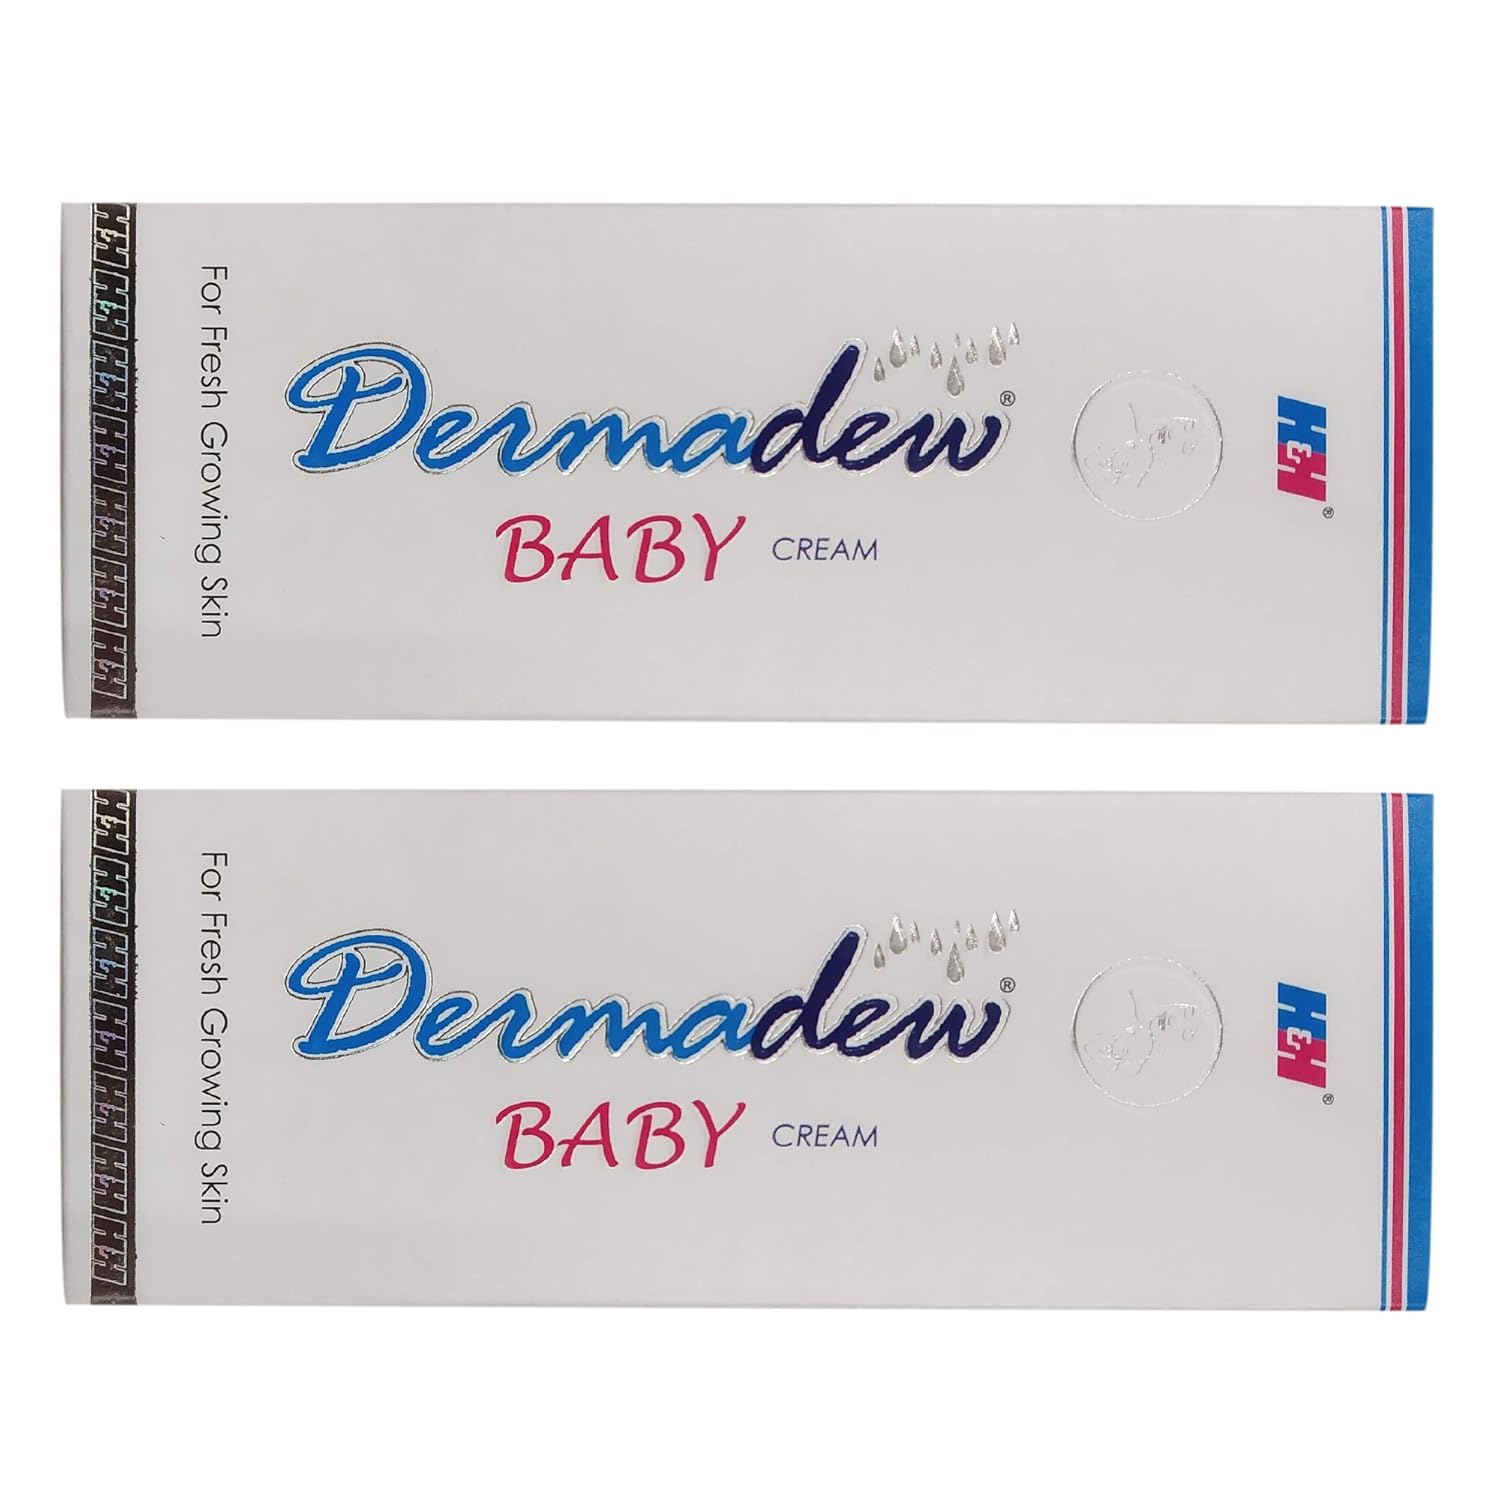 For Fresh Growing Skin
Dermadew®
BABY CREAM
H&H®
For Fresh Growing Skin
Dermadew®
BABY CREAM
H&H®